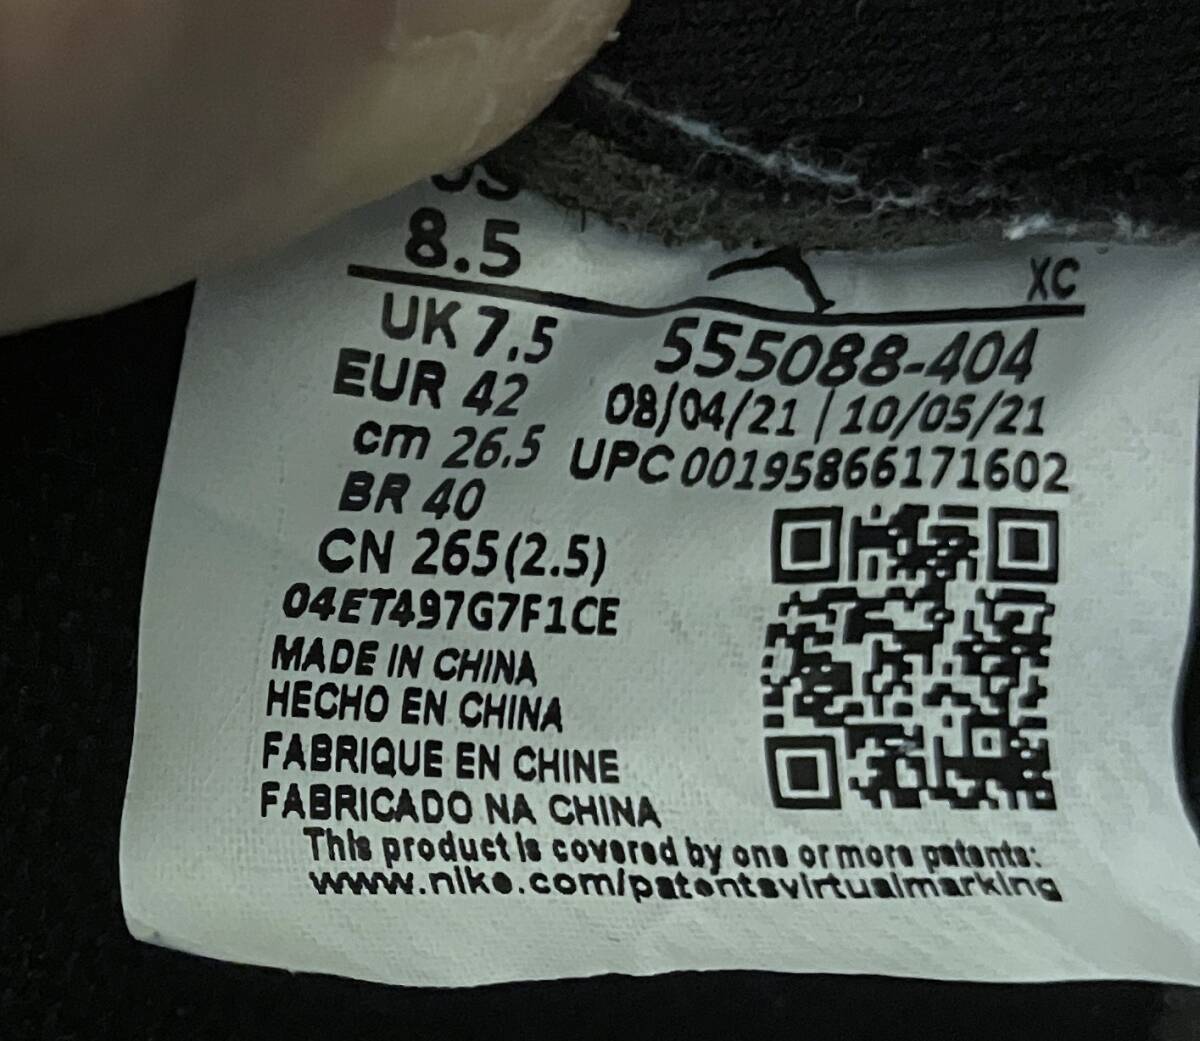 US
8.5
XC
UK 7.5
EUR 42
cm 26.5
BR 40
CN 265(2.5)
555088-404
08/04/21 | 10/05/21
UPC 00195866171602
04ET497G7F1CE
MADE IN CHINA
HECHO EN CHINA
FABRIQUE EN CHINE
FABRICADO NA CHINA
This product is covered by one or more patents:
www.nike.com/patentsvirtualmarking